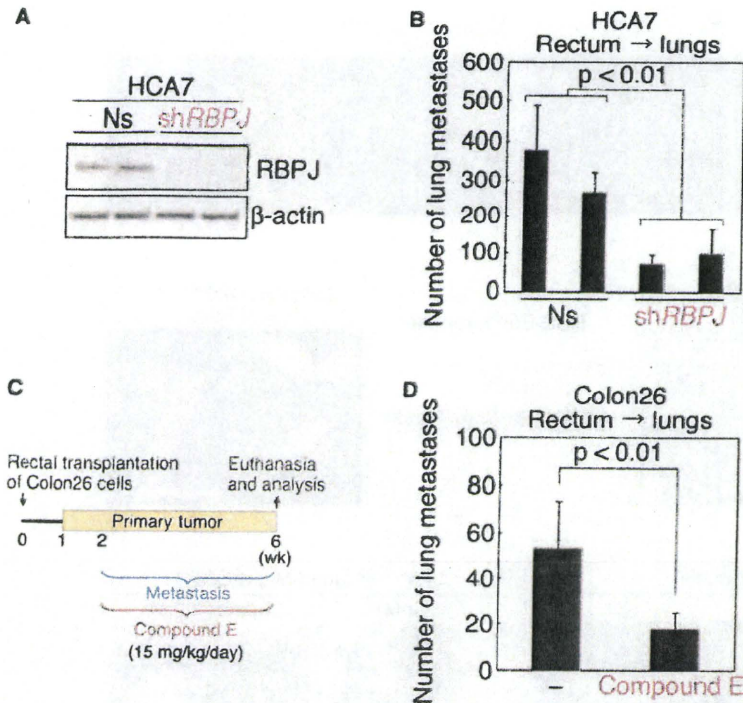 A
HCA7
Ns shRBPJ
RBPJ
β-actin
B
HCA7
Rectum → lungs
Number of lung metastases
600
500
400
300
200
100
0
p < 0.01
Ns shRBPJ
C
Rectal transplantation
of Colon26 cells
Euthanasia
and analysis
Primary tumor
0 1 2 6
(wk)
Metastasis
Compound E
(15 mg/kg/day)
D
Colon26
Rectum → lungs
Number of lung metastases
100
80
60
40
20
0
p < 0.01
– Compound E